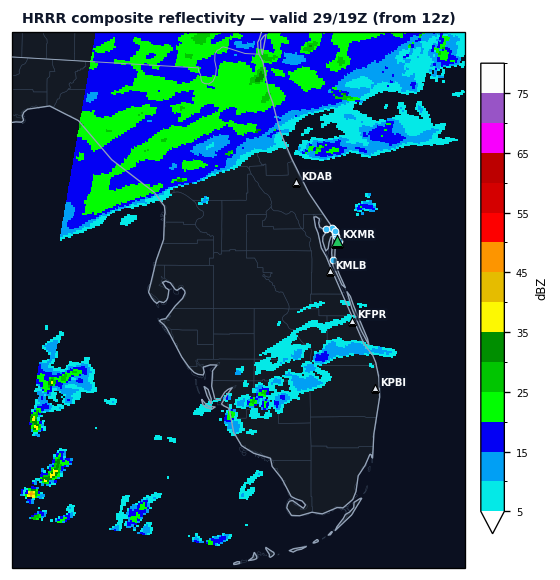 HRRR composite reflectivity — valid 29/19Z (from 12z)
KDAB
KXMR
KMLB
KFPR
KPBI
75
65
55
45
35
25
15
5
dBZ